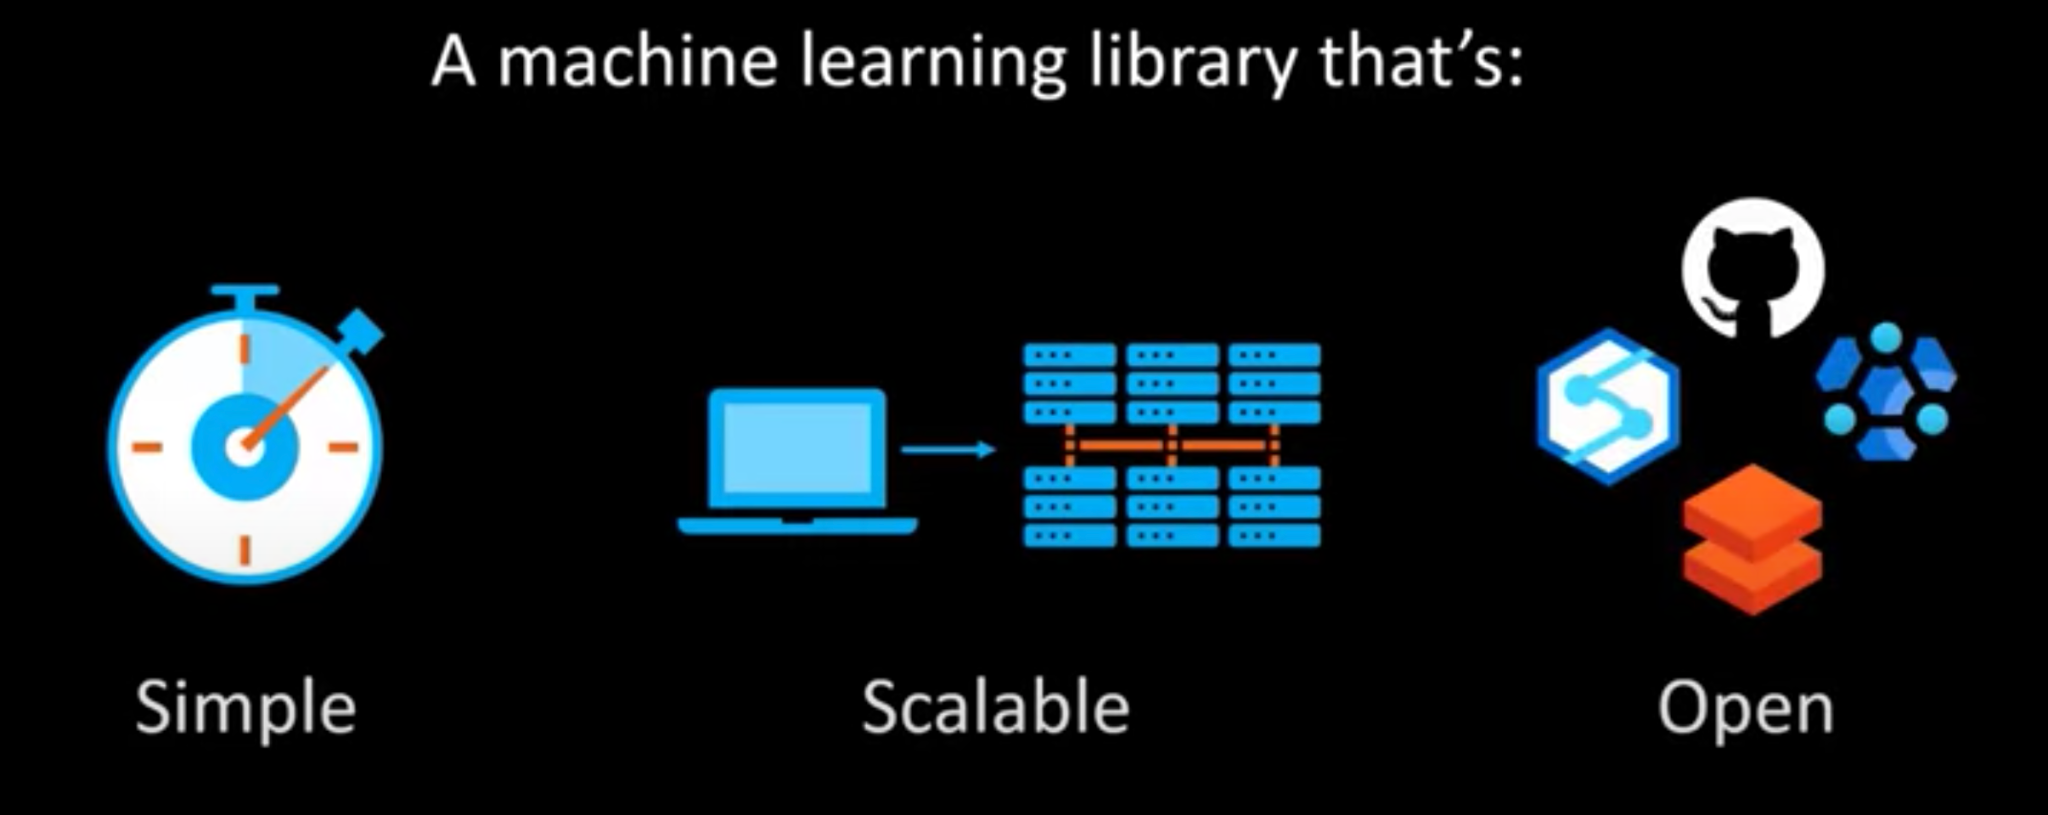 A machine learning library that’s:
Simple
Scalable
Open